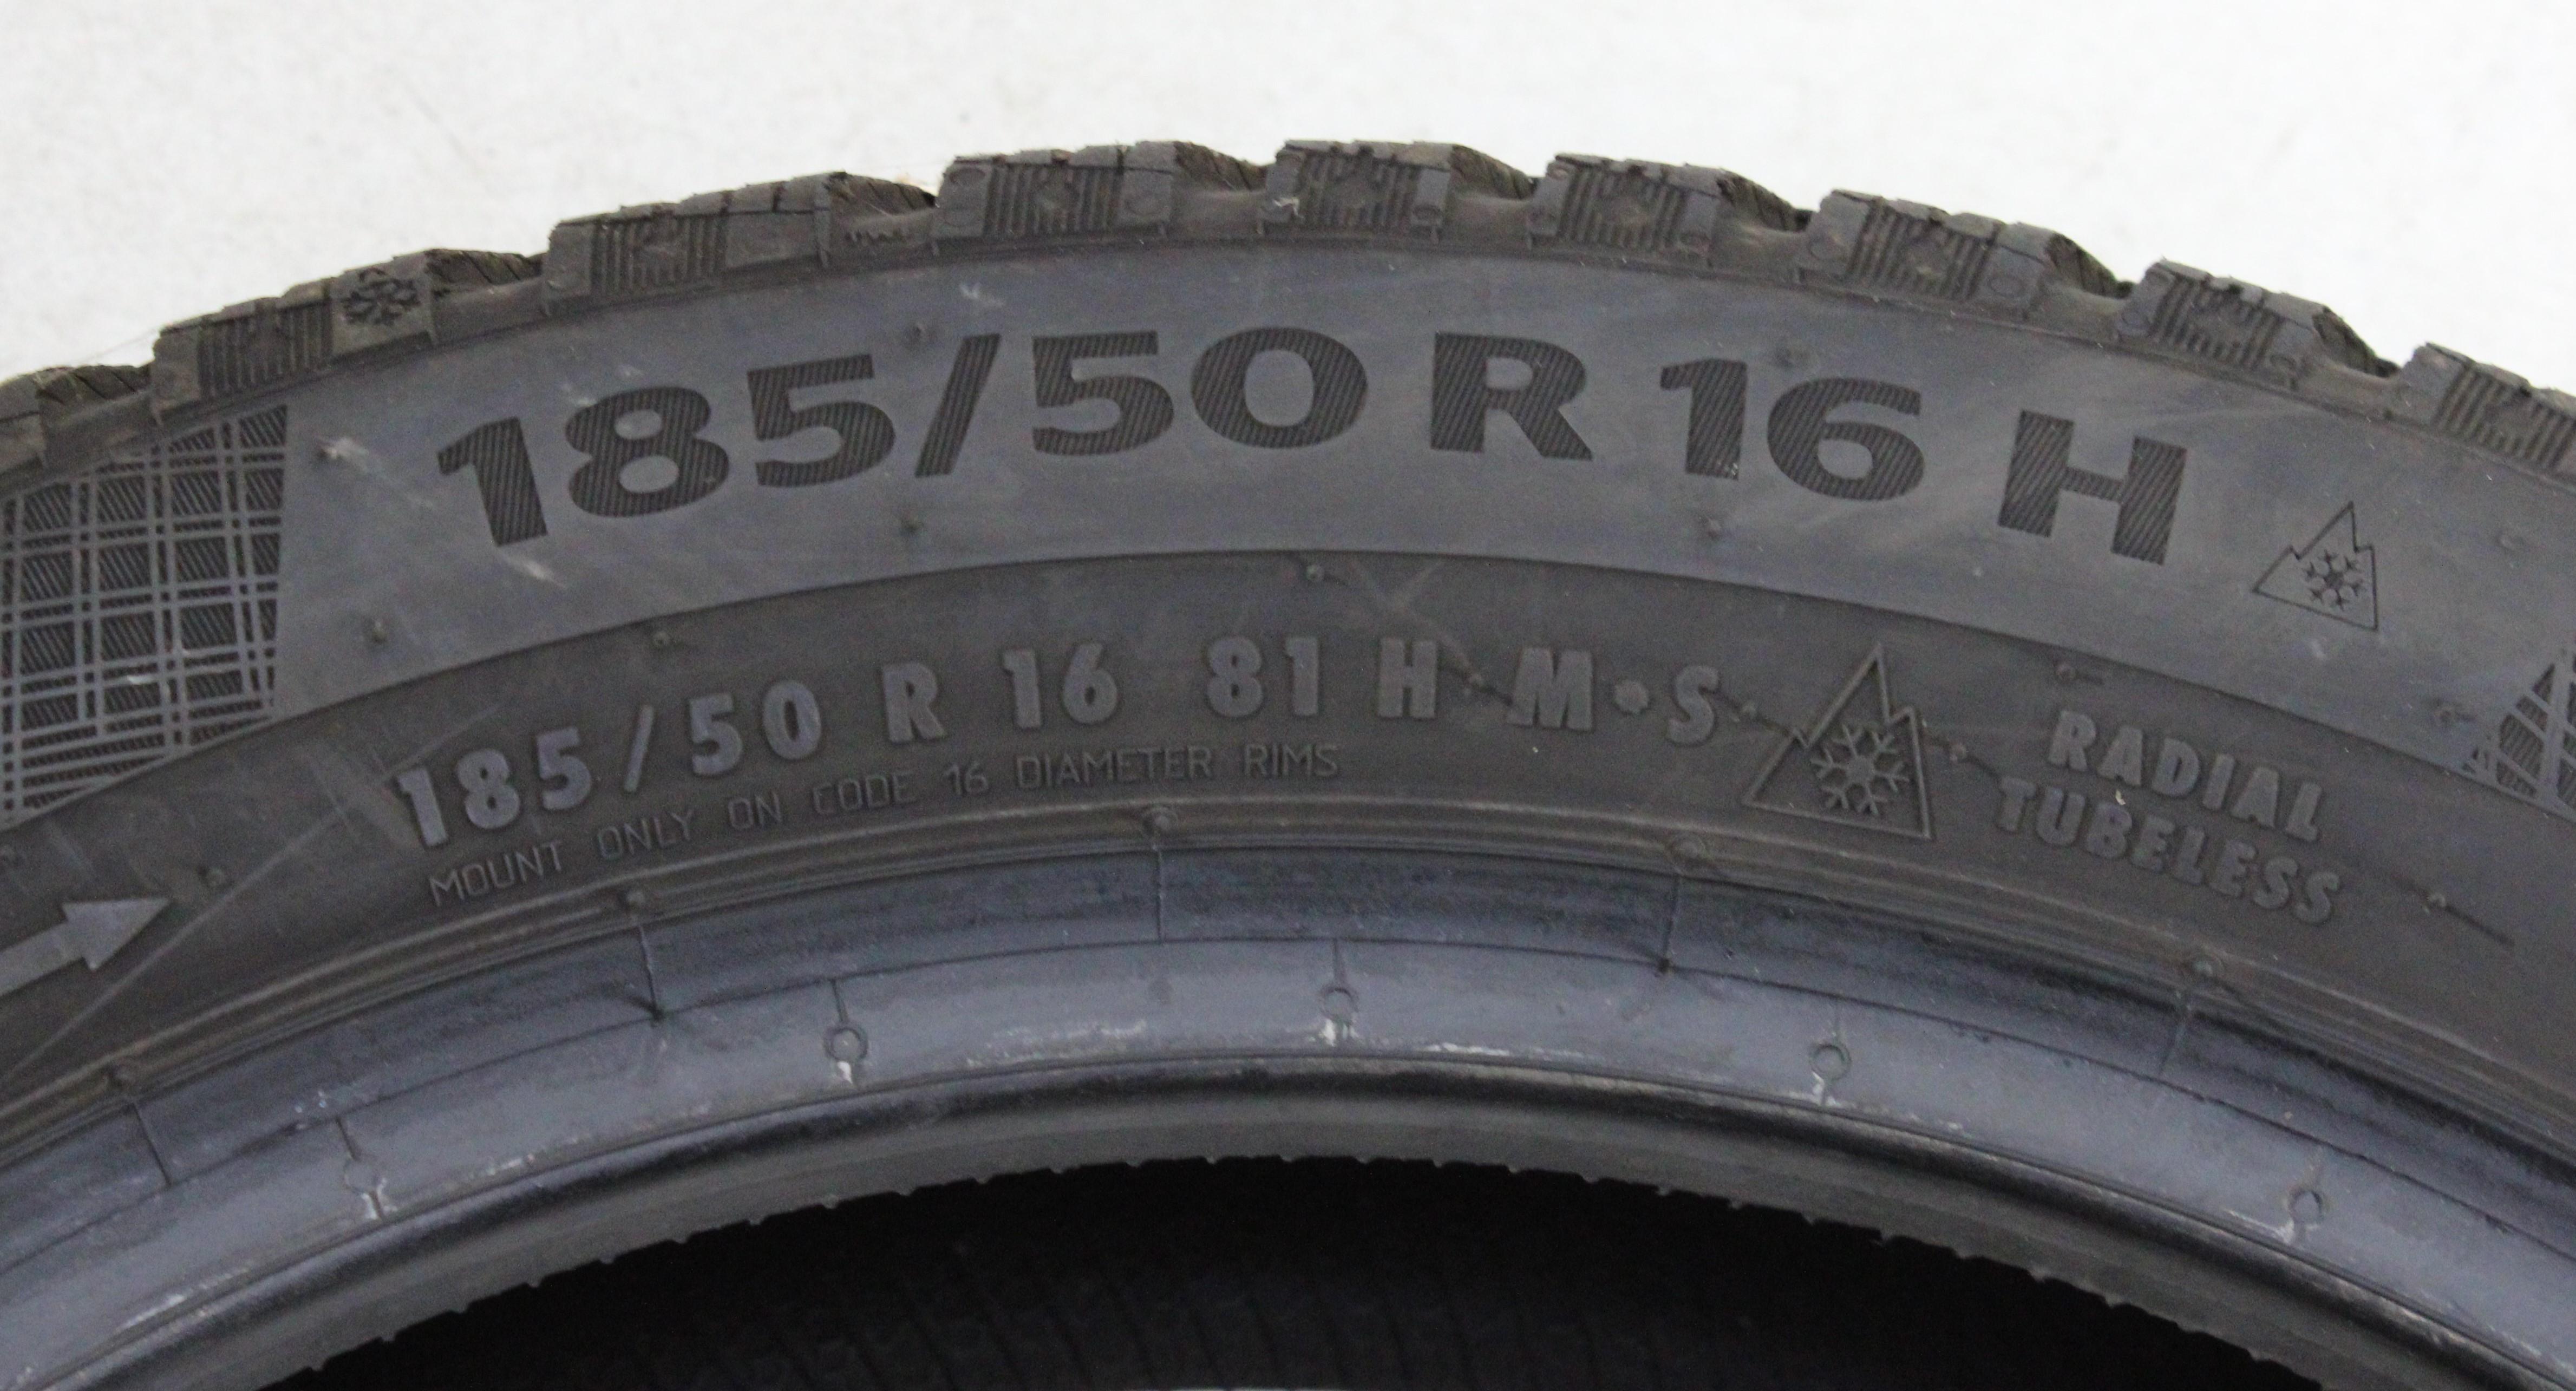 185/50 R 16 H
185/50 R 16 81 H M•S
MOUNT ONLY ON CODE 16 DIAMETER RIMS
RADIAL
TUBELESS